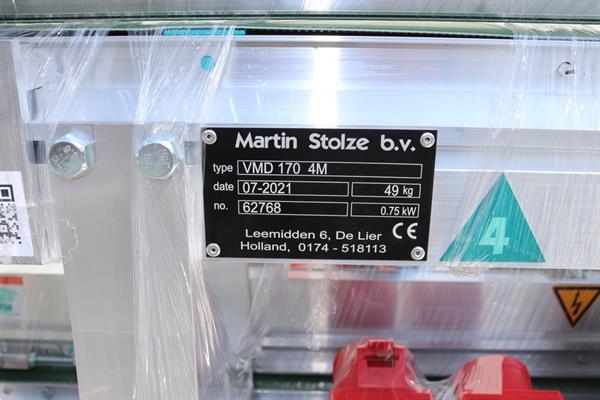 Martin Stolze b.v.
type VMD 170 4M
date 07-2021 49 kg
no. 62768 0.75 kW
Leemidden 6, De Lier CE
Holland, 0174 - 518113
4